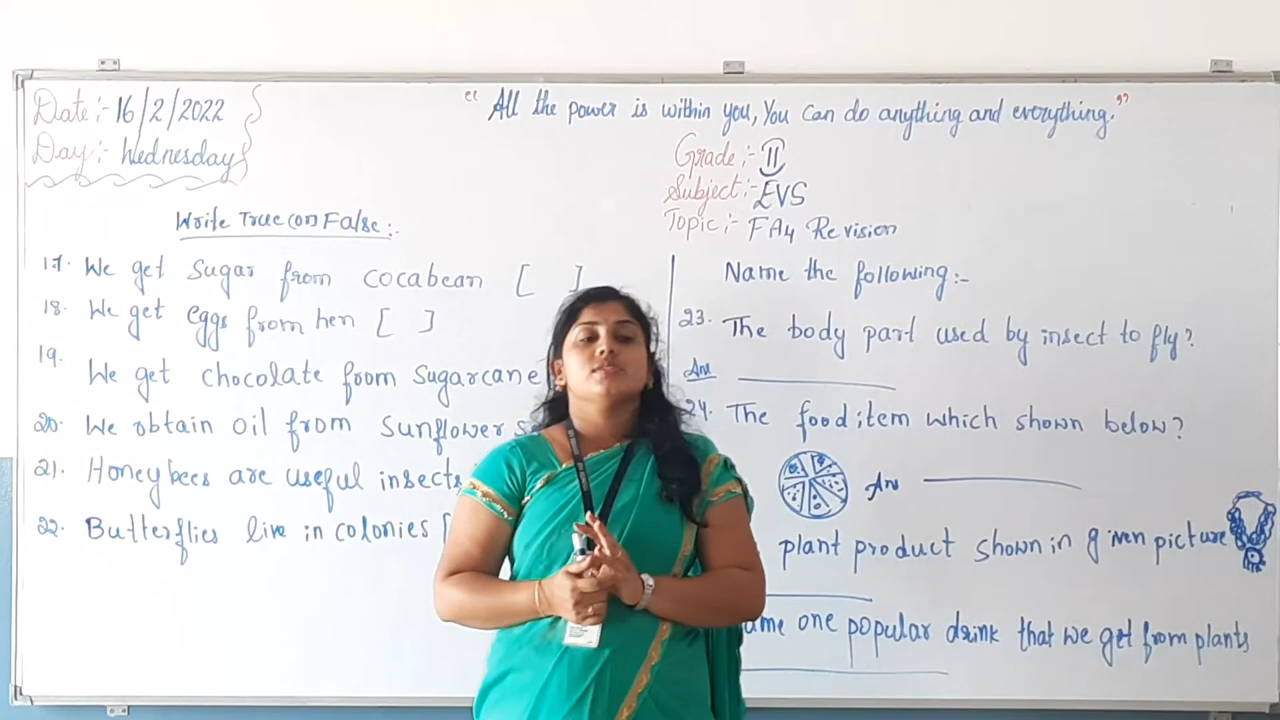 Date:- 16/2/2022
Day:- Wednesday
" All the power is within you, You can do anything and everything."
Grade:- II
Subject:- EVS
Topic:- FA4 Revision
Write True (or) False:-
17. We get Sugar from cocabean [ ]
18. We get eggs from hen [ ]
19. We get chocolate from Sugarcane
20. We obtain oil from Sunflower
21. Honeybees are useful insects
22. Butterflies live in colonies [
Name the following:-
23. The body part used by insect to fly?
Ans
24. The food item which shown below?
Ans
plant product shown in given picture
one popular drink that we get from plants